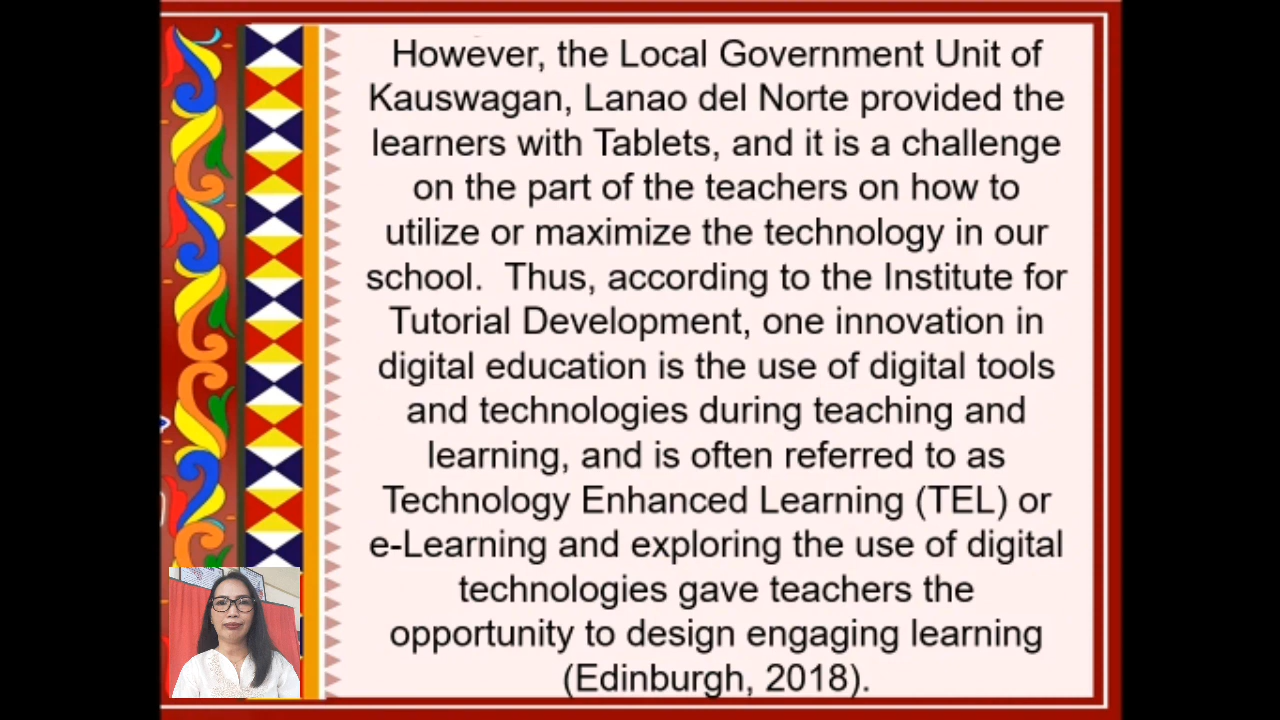 However, the Local Government Unit of
Kauswagan, Lanao del Norte provided the
learners with Tablets, and it is a challenge
on the part of the teachers on how to
utilize or maximize the technology in our
school.  Thus, according to the Institute for
Tutorial Development, one innovation in
digital education is the use of digital tools
and technologies during teaching and
learning, and is often referred to as
Technology Enhanced Learning (TEL) or
e-Learning and exploring the use of digital
technologies gave teachers the
opportunity to design engaging learning
(Edinburgh, 2018).